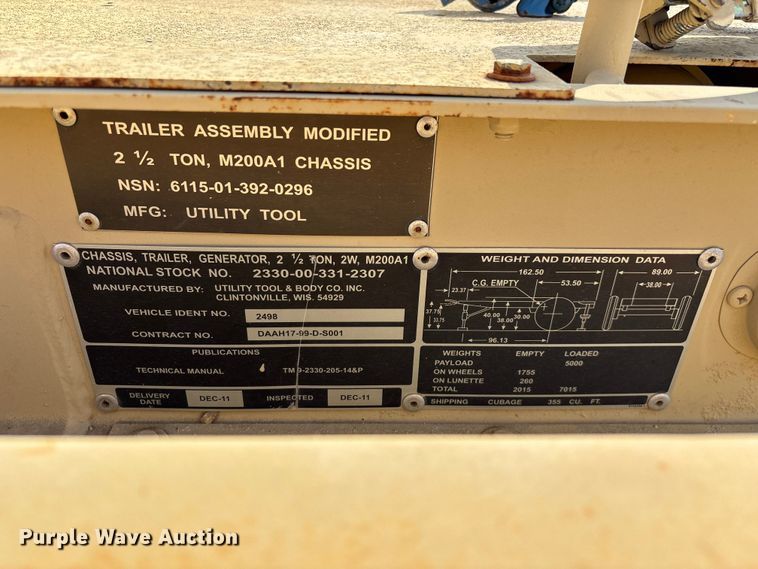 TRAILER ASSEMBLY MODIFIED
2 ½ TON, M200A1 CHASSIS
NSN: 6115-01-392-0296
MFG: UTILITY TOOL
CHASSIS, TRAILER, GENERATOR, 2 ½ TON, 2W, M200A1
NATIONAL STOCK NO. 2330-00-331-2307
MANUFACTURED BY: UTILITY TOOL & BODY CO. INC.
CLINTONVILLE, WIS. 54929
VEHICLE IDENT NO. 2498
CONTRACT NO. DAAH17-99-D-S001
PUBLICATIONS
TECHNICAL MANUAL TM 9-2330-205-14&P
DELIVERY DATE DEC-11 INSPECTED DEC-11
WEIGHT AND DIMENSION DATA
162.50 89.00
C.G. EMPTY 53.50 38.00
23.37
37.75 33.75 40.00 38.00 30.00
96.13
WEIGHTS EMPTY LOADED
PAYLOAD 5000
ON WHEELS 1755
ON LUNETTE 260
TOTAL 2015 7015
SHIPPING CUBAGE 355 CU. FT.
Purple Wave Auction